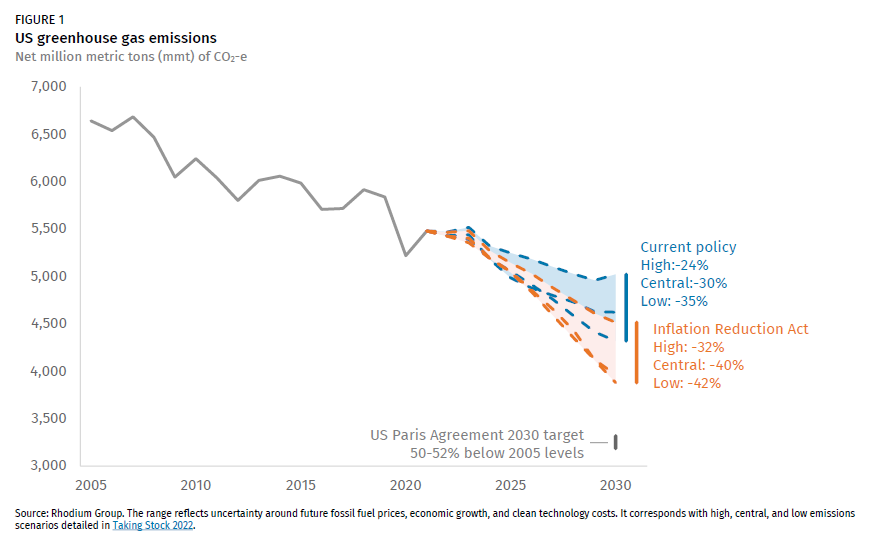 FIGURE 1
US greenhouse gas emissions
Net million metric tons (mmt) of CO₂-e
7,000
6,500
6,000
5,500
5,000
4,500
4,000
3,500
3,000
2005
2010
2015
2020
2025
2030
Current policy
High:-24%
Central:-30%
Low: -35%
Inflation Reduction Act
High: -32%
Central: -40%
Low: -42%
US Paris Agreement 2030 target
50-52% below 2005 levels
Source: Rhodium Group. The range reflects uncertainty around future fossil fuel prices, economic growth, and clean technology costs. It corresponds with high, central, and low emissions
scenarios detailed in Taking Stock 2022.